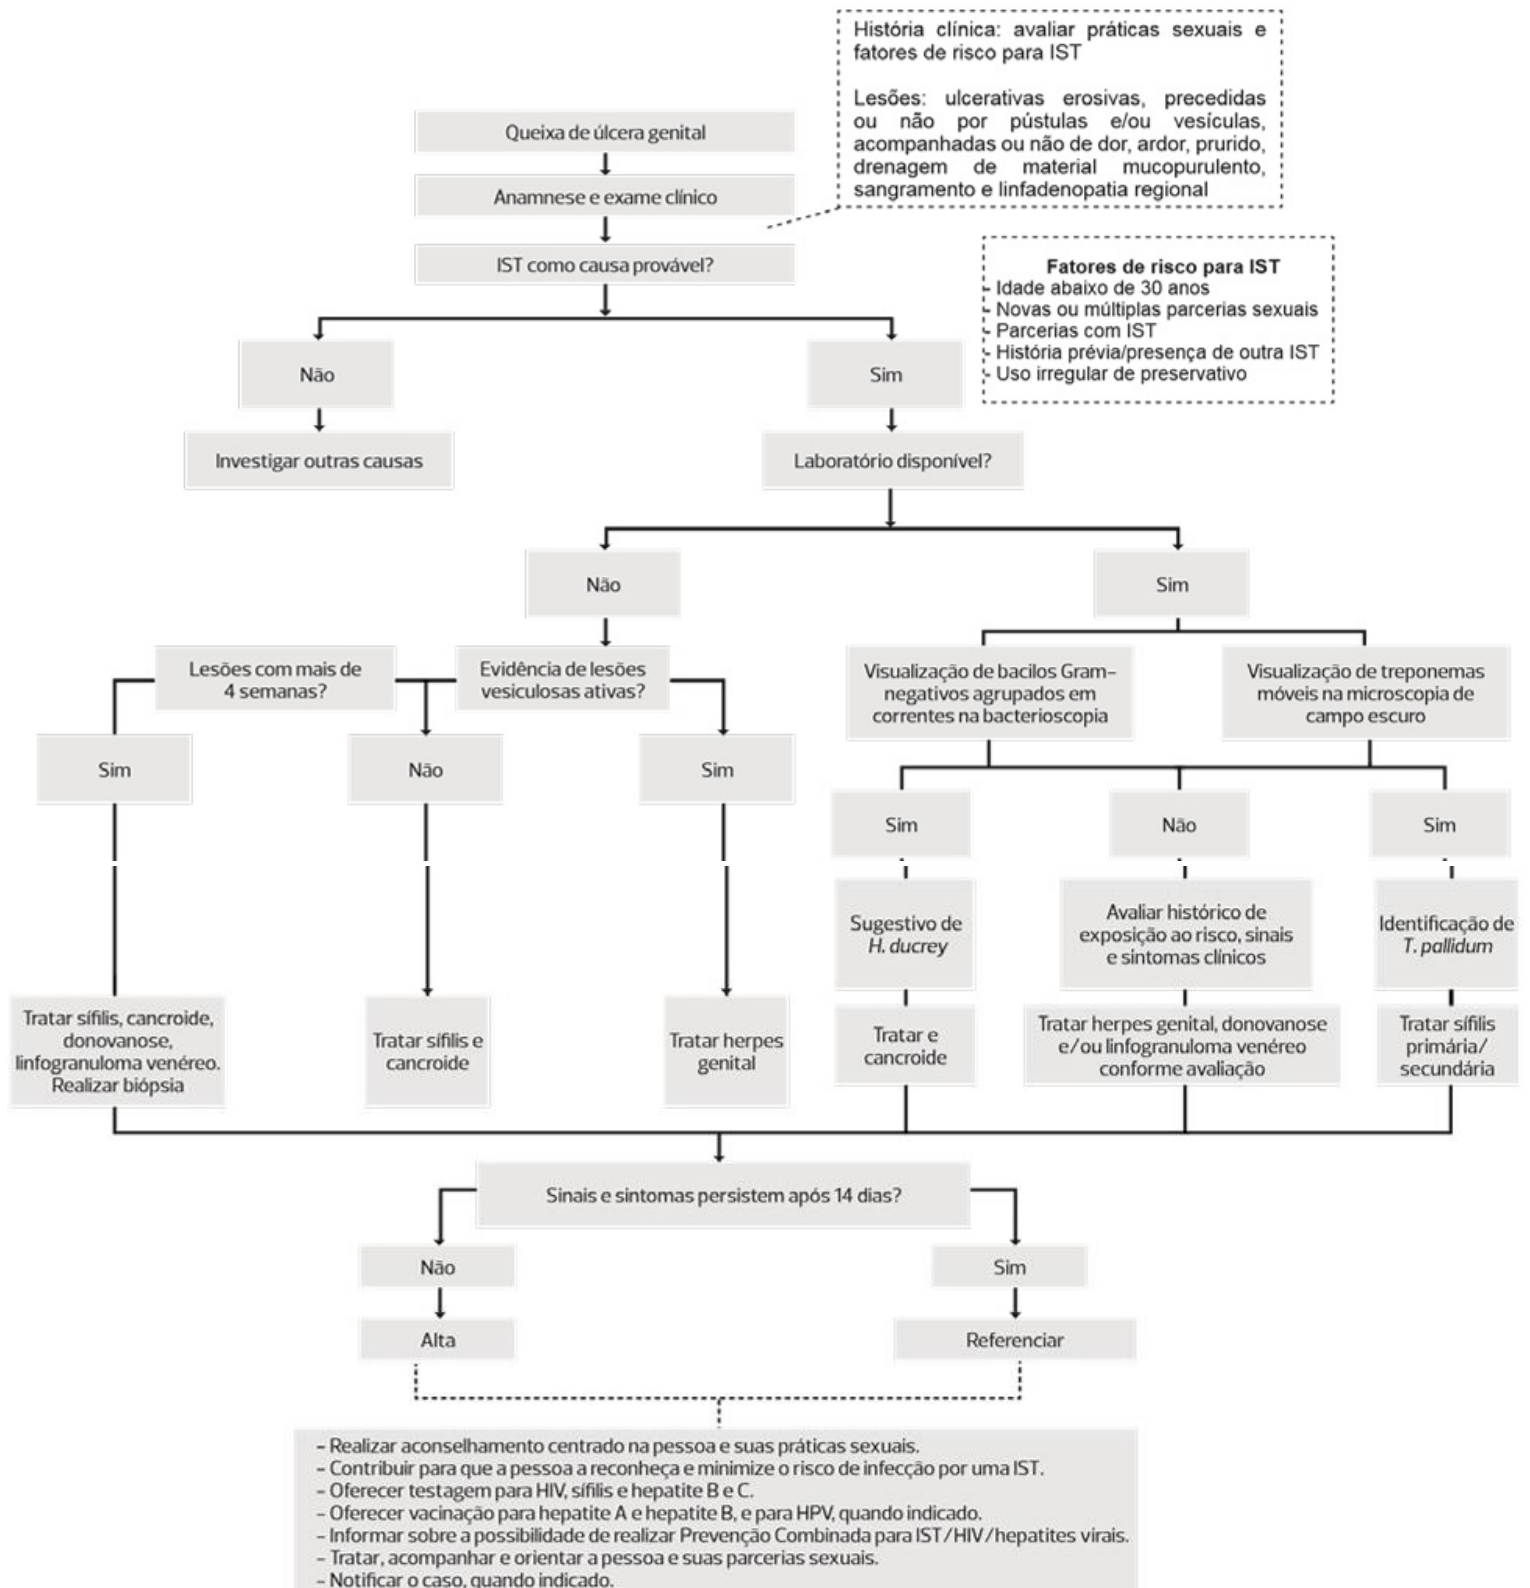 História clínica: avaliar práticas sexuais e
fatores de risco para IST
Lesões: ulcerativas erosivas, precedidas
ou não por pústulas e/ou vesículas,
acompanhadas ou não de dor, ardor, prurido,
drenagem de material mucopurulento,
sangramento e linfadenopatia regional
Queixa de úlcera genital
Anamnese e exame clínico
IST como causa provável?
Fatores de risco para IST
- Idade abaixo de 30 anos
- Novas ou múltiplas parcerias sexuais
- Parcerias com IST
- História prévia/presença de outra IST
- Uso irregular de preservativo
Não
Sim
Investigar outras causas
Laboratório disponível?
Não
Sim
Lesões com mais de
4 semanas?
Evidência de lesões
vesiculosas ativas?
Visualização de bacilos Gram-
negativos agrupados em
correntes na bacterioscopia
Visualização de treponemas
móveis na microscopia de
campo escuro
Sim
Não
Sim
Sim
Não
Sim
Sugestivo de
H. ducrey
Avaliar histórico de
exposição ao risco, sinais
e sintomas clínicos
Identificação de
T. pallidum
Tratar sífilis, cancroide,
donovanose,
linfogranuloma venéreo.
Realizar biópsia
Tratar sífilis e
cancroide
Tratar herpes
genital
Tratar e
cancroide
Tratar herpes genital, donovanose
e/ou linfogranuloma venéreo
conforme avaliação
Tratar sífilis
primária/
secundária
Sinais e sintomas persistem após 14 dias?
Não
Sim
Alta
Referenciar
- Realizar aconselhamento centrado na pessoa e suas práticas sexuais.
- Contribuir para que a pessoa a reconheça e minimize o risco de infecção por uma IST.
- Oferecer testagem para HIV, sífilis e hepatite B e C.
- Oferecer vacinação para hepatite A e hepatite B, e para HPV, quando indicado.
- Informar sobre a possibilidade de realizar Prevenção Combinada para IST/HIV/hepatites virais.
- Tratar, acompanhar e orientar a pessoa e suas parcerias sexuais.
- Notificar o caso, quando indicado.